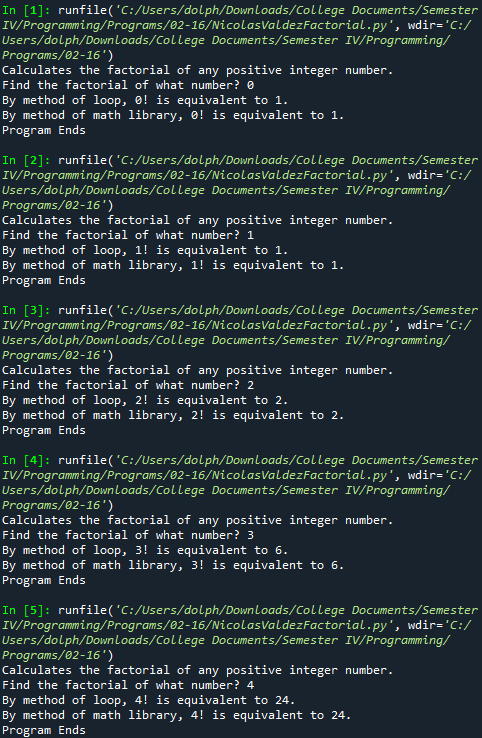 In [1]: runfile('C:/Users/dolph/Downloads/College Documents/Semester
IV/Programming/Programs/02-16/NicolasValdezFactorial.py', wdir='C:/
Users/dolph/Downloads/College Documents/Semester IV/Programming/
Programs/02-16')
Calculates the factorial of any positive integer number.
Find the factorial of what number? 0
By method of loop, 0! is equivalent to 1.
By method of math library, 0! is equivalent to 1.
Program Ends
In [2]: runfile('C:/Users/dolph/Downloads/College Documents/Semester
IV/Programming/Programs/02-16/NicolasValdezFactorial.py', wdir='C:/
Users/dolph/Downloads/College Documents/Semester IV/Programming/
Programs/02-16')
Calculates the factorial of any positive integer number.
Find the factorial of what number? 1
By method of loop, 1! is equivalent to 1.
By method of math library, 1! is equivalent to 1.
Program Ends
In [3]: runfile('C:/Users/dolph/Downloads/College Documents/Semester
IV/Programming/Programs/02-16/NicolasValdezFactorial.py', wdir='C:/
Users/dolph/Downloads/College Documents/Semester IV/Programming/
Programs/02-16')
Calculates the factorial of any positive integer number.
Find the factorial of what number? 2
By method of loop, 2! is equivalent to 2.
By method of math library, 2! is equivalent to 2.
Program Ends
In [4]: runfile('C:/Users/dolph/Downloads/College Documents/Semester
IV/Programming/Programs/02-16/NicolasValdezFactorial.py', wdir='C:/
Users/dolph/Downloads/College Documents/Semester IV/Programming/
Programs/02-16')
Calculates the factorial of any positive integer number.
Find the factorial of what number? 3
By method of loop, 3! is equivalent to 6.
By method of math library, 3! is equivalent to 6.
Program Ends
In [5]: runfile('C:/Users/dolph/Downloads/College Documents/Semester
IV/Programming/Programs/02-16/NicolasValdezFactorial.py', wdir='C:/
Users/dolph/Downloads/College Documents/Semester IV/Programming/
Programs/02-16')
Calculates the factorial of any positive integer number.
Find the factorial of what number? 4
By method of loop, 4! is equivalent to 24.
By method of math library, 4! is equivalent to 24.
Program Ends